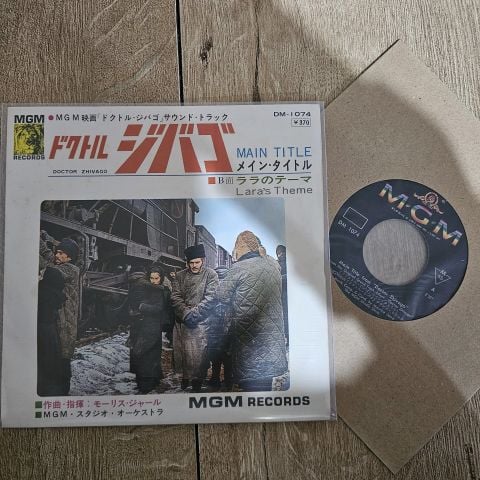 MGM
RECORDS
●MGM映画「ドクトル・ジバゴ」サウンド・トラック
DM-1074
¥370
ドクトル ジバゴ
DOCTOR ZHIVAGO
MAIN TITLE
メイン・タイトル
■B面 ララのテーマ
Lara's Theme
■作曲・指揮：モーリス・ジャール
■MGM・スタジオ・オーケストラ
MGM RECORDS
M-G-M
DM-1074